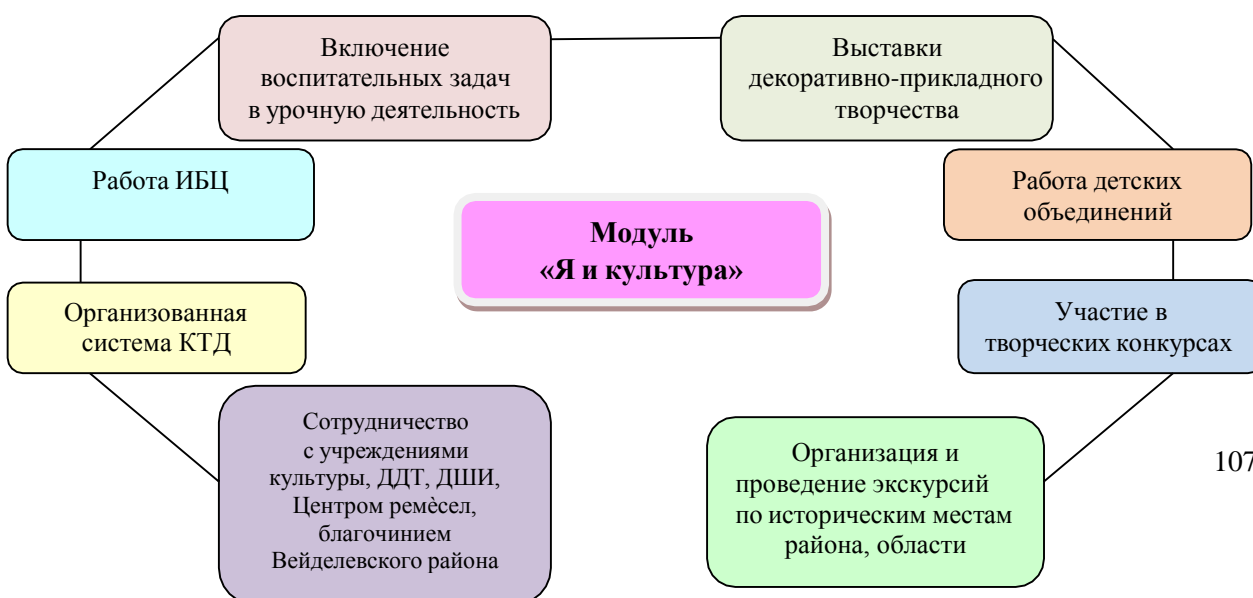 Включение
воспитательных задач
в урочную деятельность
Выставки
декоративно-прикладного
творчества
Работа ИБЦ
Работа детских
объединений
Модуль
«Я и культура»
Организованная
система КТД
Участие в
творческих конкурсах
Сотрудничество
с учреждениями
культуры, ДДТ, ДШИ,
Центром ремѐсел,
благочинием
Вейделевского района
Организация и
проведение экскурсий
по историческим местам
района, области
107